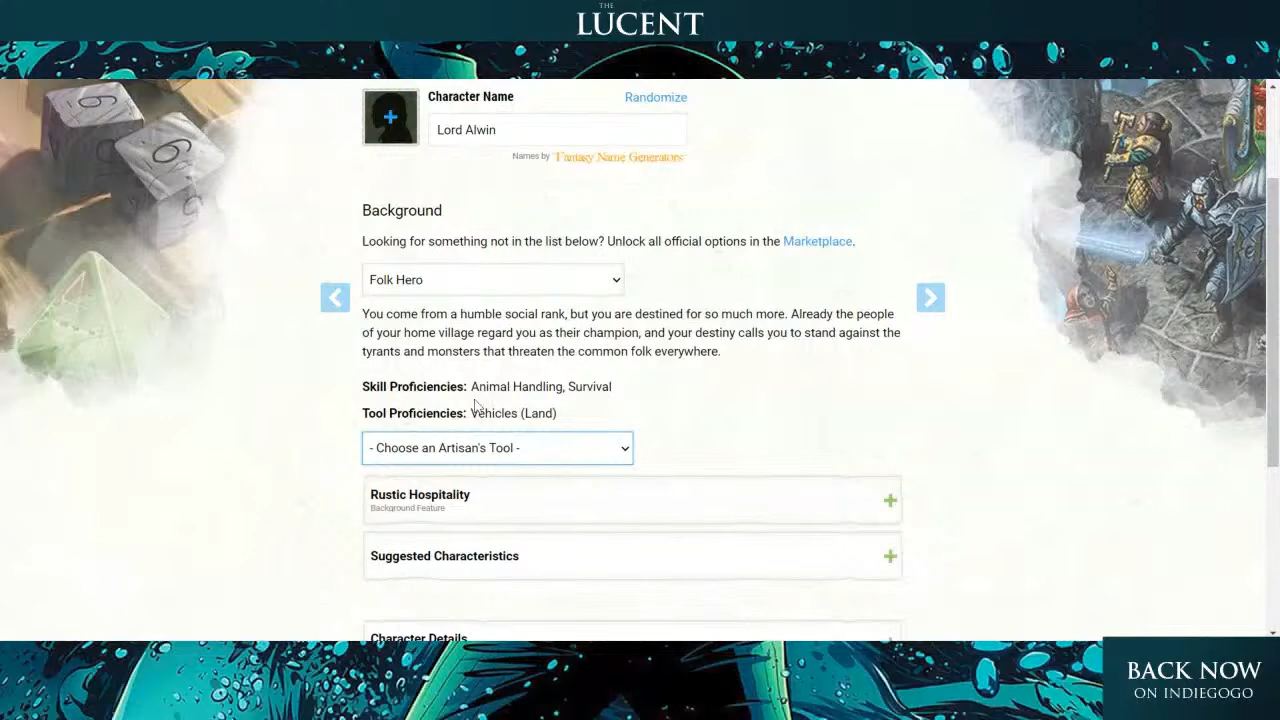 THE
LUCENT
Character Name
Randomize
Lord Alwin
Names by Fantasy Name Generators
Background
Looking for something not in the list below? Unlock all official options in the Marketplace.
Folk Hero
You come from a humble social rank, but you are destined for so much more. Already the people
of your home village regard you as their champion, and your destiny calls you to stand against the
tyrants and monsters that threaten the common folk everywhere.
Skill Proficiencies: Animal Handling, Survival
Tool Proficiencies: Vehicles (Land)
- Choose an Artisan's Tool -
Rustic Hospitality
Background Feature
Suggested Characteristics
Character Details
BACK NOW
ON INDIEGOGO